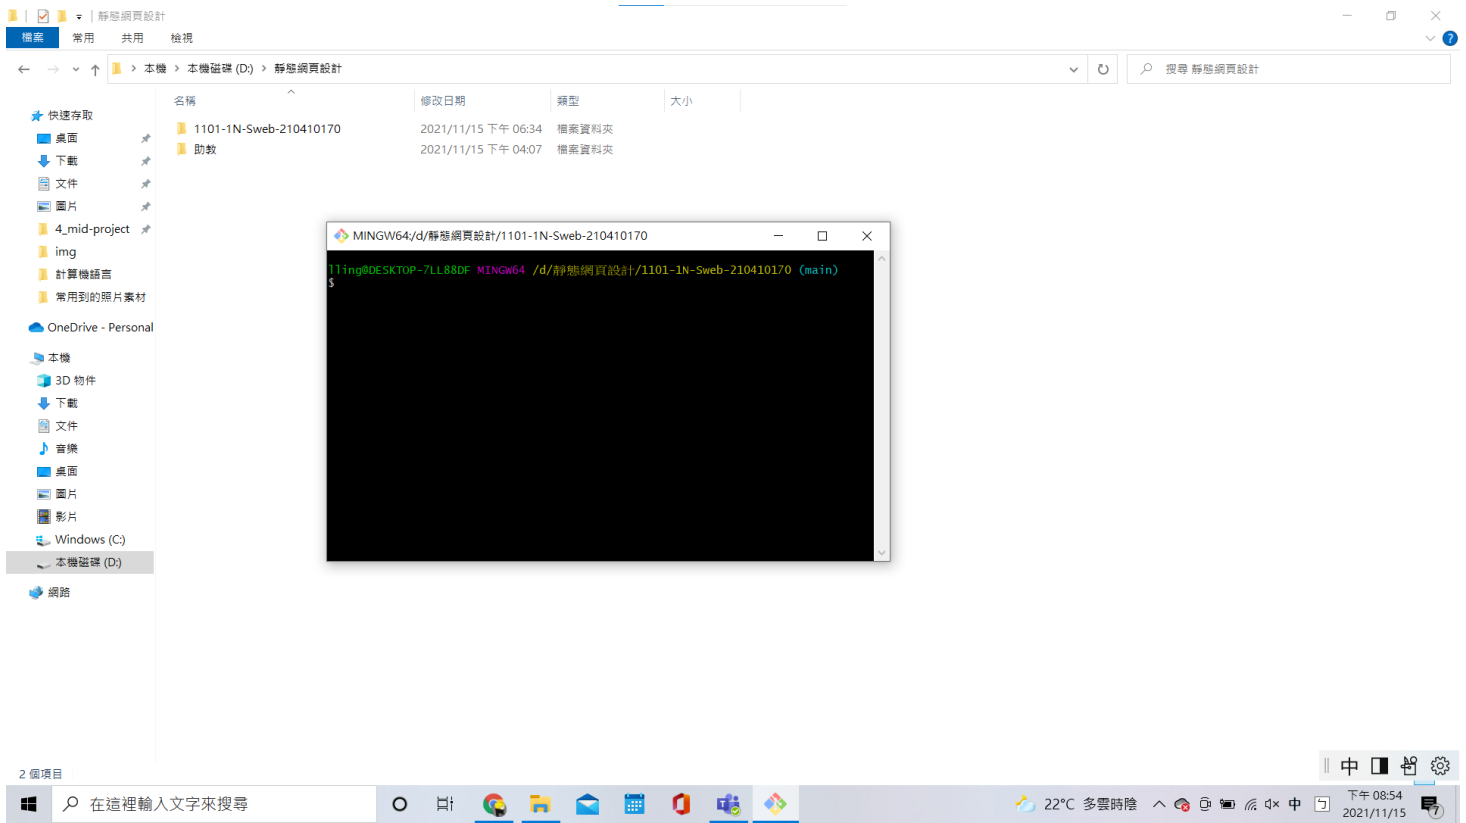 靜態網頁設計
檔案 常用 共用 檢視
本機 本機磁碟 (D:) 靜態網頁設計 搜尋 靜態網頁設計
名稱 修改日期 類型 大小
1101-1N-Sweb-210410170 2021/11/15 下午 06:34 檔案資料夾
助教 2021/11/15 下午 04:07 檔案資料夾
快速存取
桌面
下載
文件
圖片
4_mid-project
img
計算機語言
常用到的照片素材
OneDrive - Personal
本機
3D 物件
下載
文件
音樂
桌面
圖片
影片
Windows (C:)
本機磁碟 (D:)
網路
MINGW64:/d/靜態網頁設計/1101-1N-Sweb-210410170
lling@DESKTOP-7LL88DF MINGW64 /d/靜態網頁設計/1101-1N-Sweb-210410170 (main)
$
2 個項目
中
在這裡輸入文字來搜尋
22°C 多雲時陰 中 ㄅ 下午 08:54
2021/11/15
7